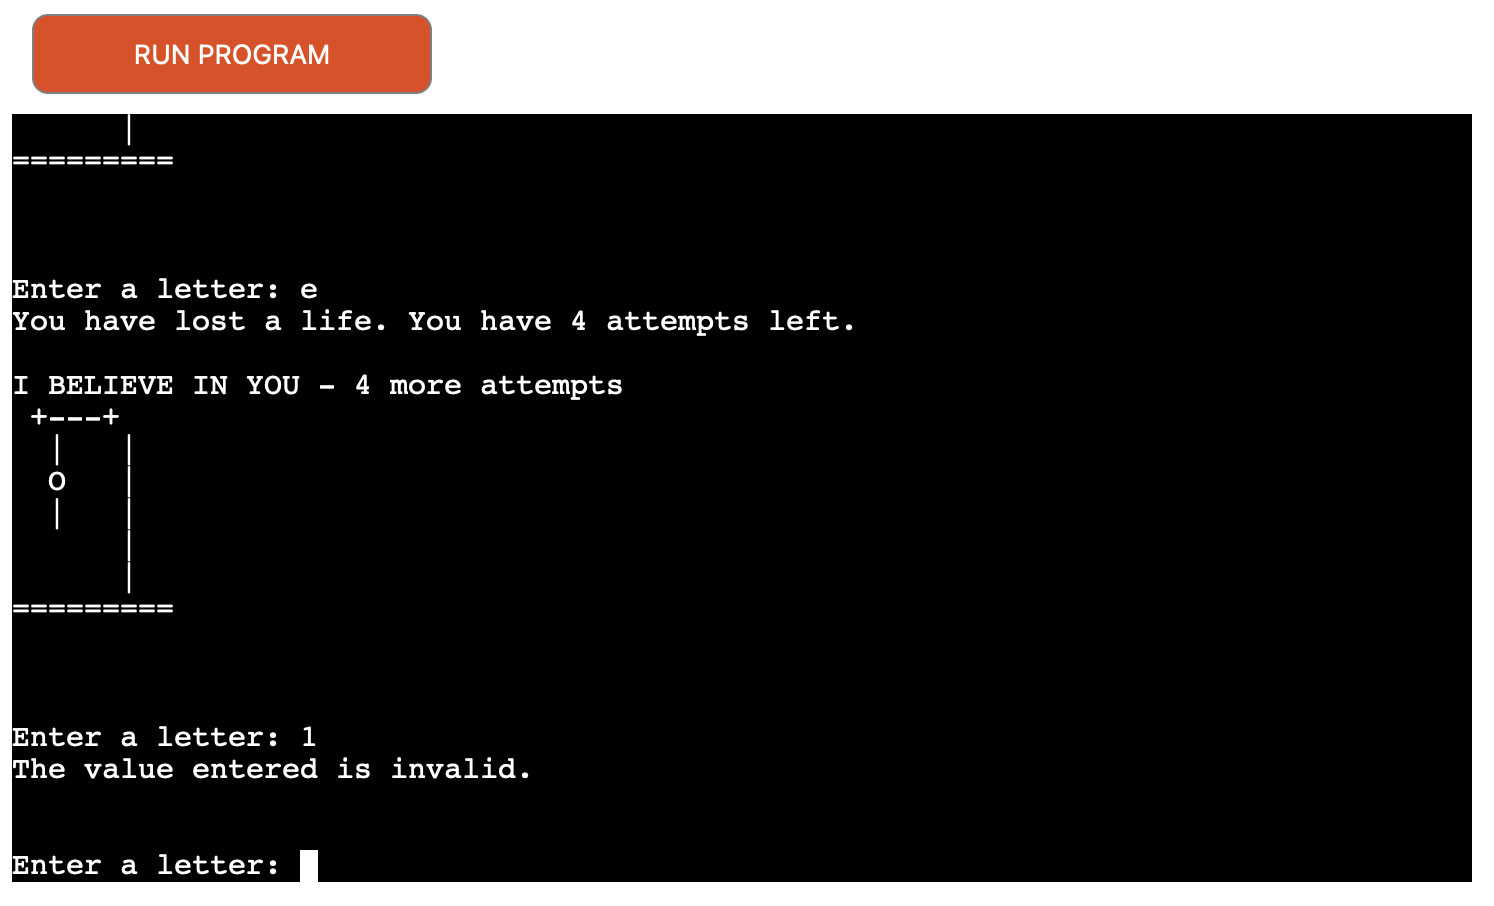 RUN PROGRAM
|
=========
Enter a letter: e
You have lost a life. You have 4 attempts left.
I BELIEVE IN YOU - 4 more attempts
 +---+
  |   |
  O   |
  |   |
      |
      |
=========
Enter a letter: 1
The value entered is invalid.
Enter a letter: